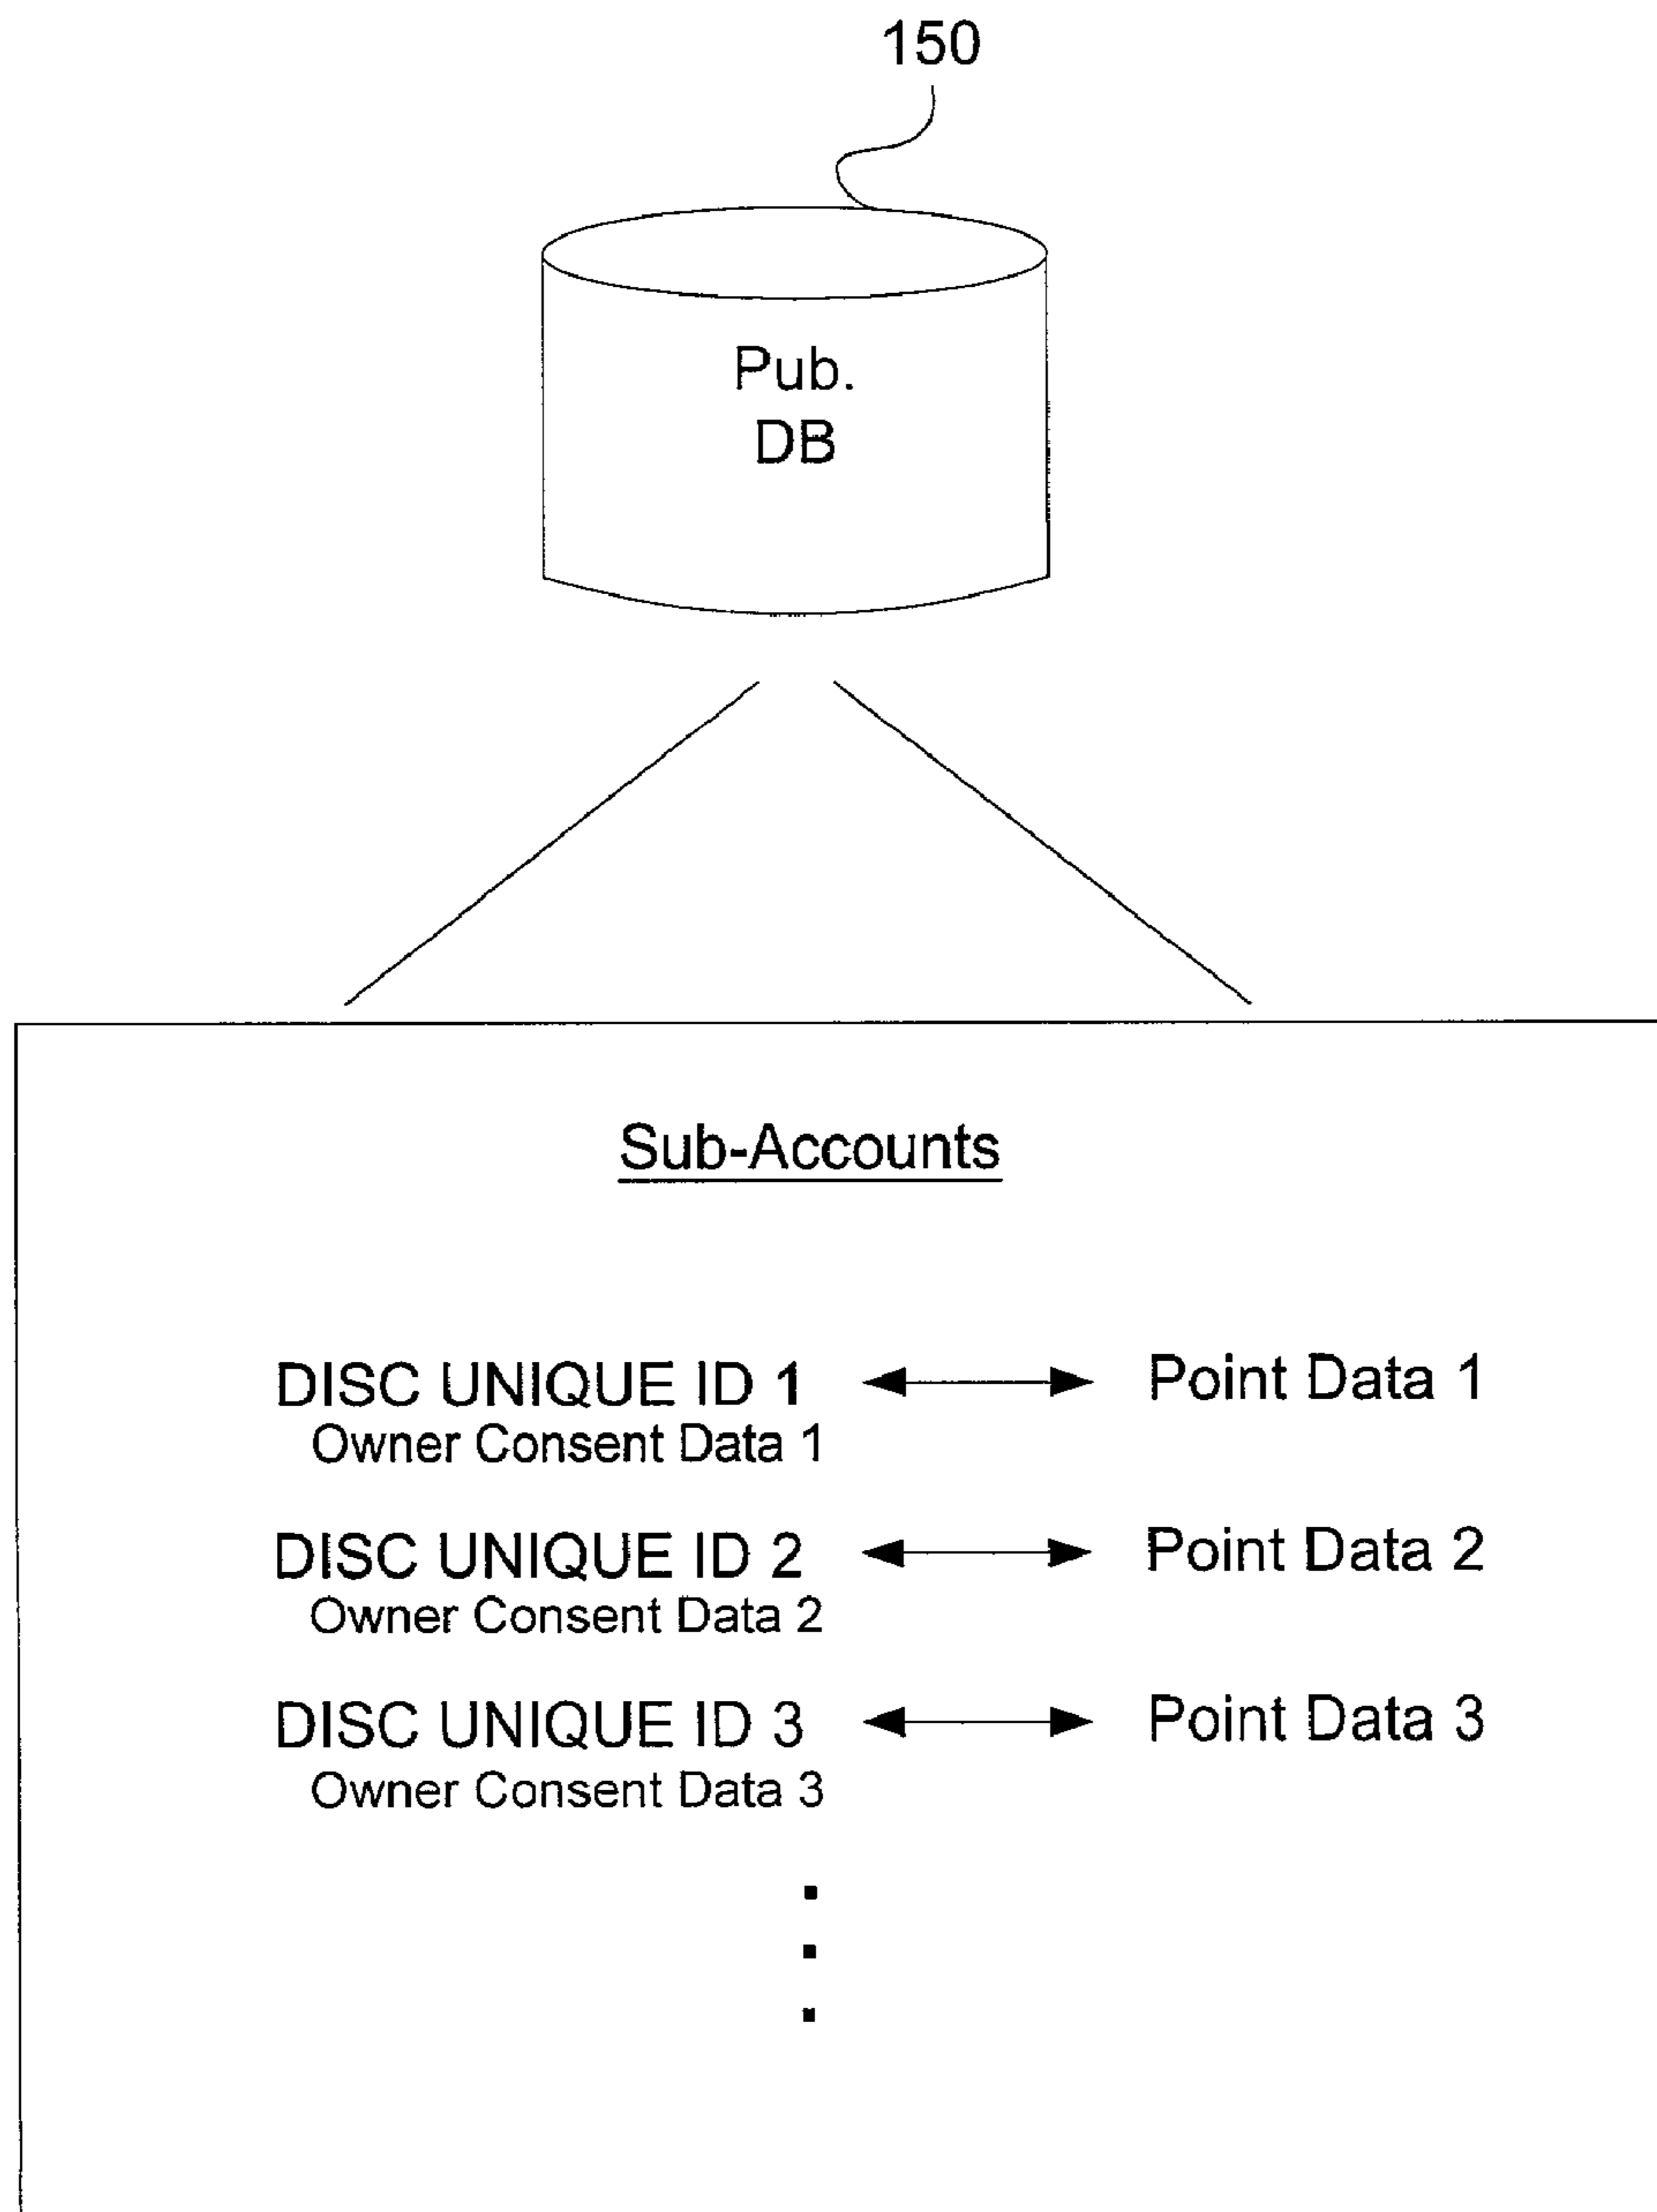 150
Pub.
DB
Sub-Accounts
DISC UNIQUE ID 1 Point Data 1
Owner Consent Data 1
DISC UNIQUE ID 2 Point Data 2
Owner Consent Data 2
DISC UNIQUE ID 3 Point Data 3
Owner Consent Data 3